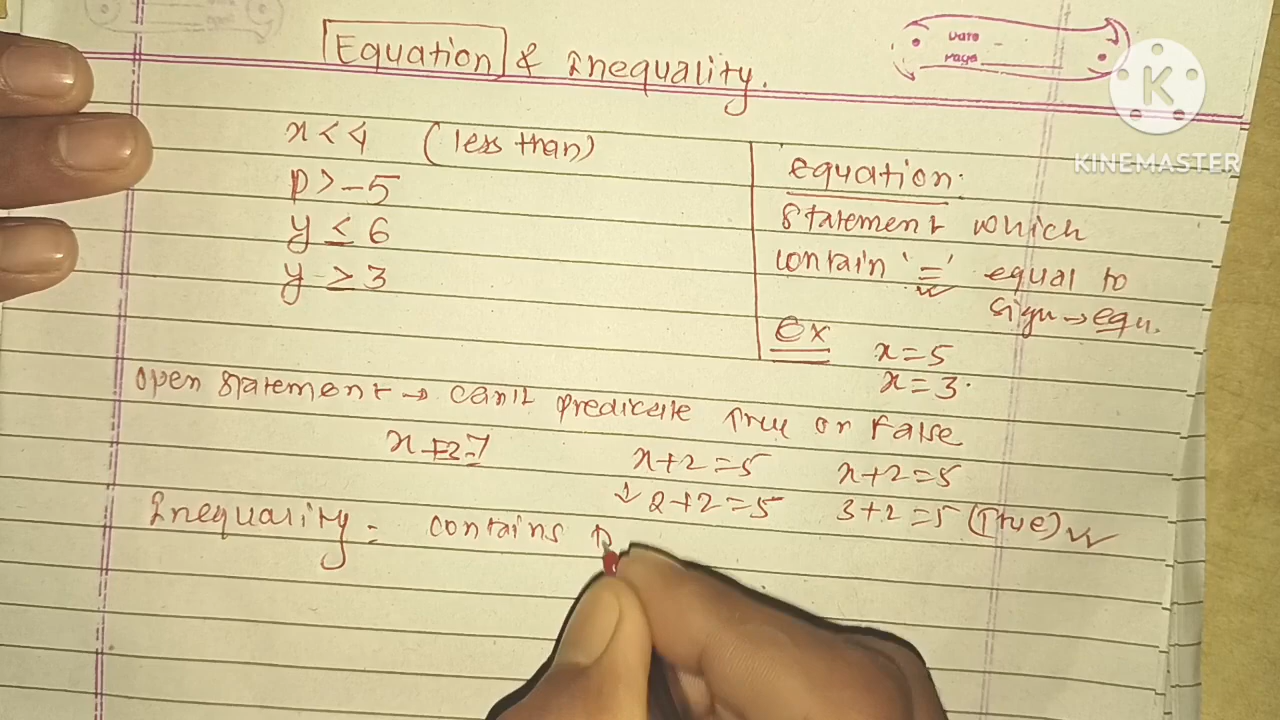 Date
Page
Equation & Inequality.
K
KINEMASTER
x < 4 (less than)
p > -5
y ≤ 6
y ≥ 3
equation.
Statement which
contain '=' equal to
sign → equ.
Ex x = 5
x = 3.
Open statement → can't predicate True or False
x+2=5 x+2=5
↓ 2+2=5 3+2=5 (True)
Inequality = contains